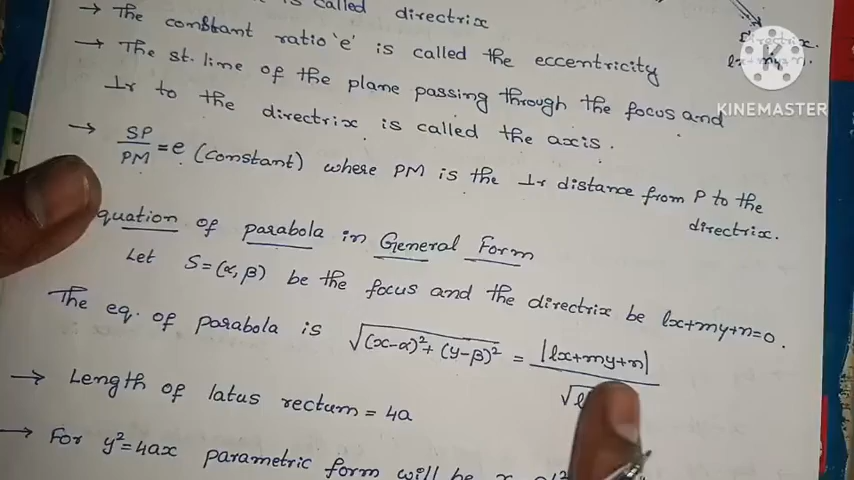 is called directrix
→ The constant ratio 'e' is called the eccentricity
→ The st. line of the plane passing through the focus and
⊥r to the directrix is called the axis.
→ SP/PM = e (constant) where PM is the ⊥r distance from P to the
directrix.
quation of parabola in General Form
Let S=(α,β) be the focus and the directrix be lx+my+n=0.
The eq. of parabola is √(x-α)²+(y-β)² = |lx+my+n|
→ Length of latus rectum = 4a
→ For y²=4ax parametric form will be x
K
KINEMASTER